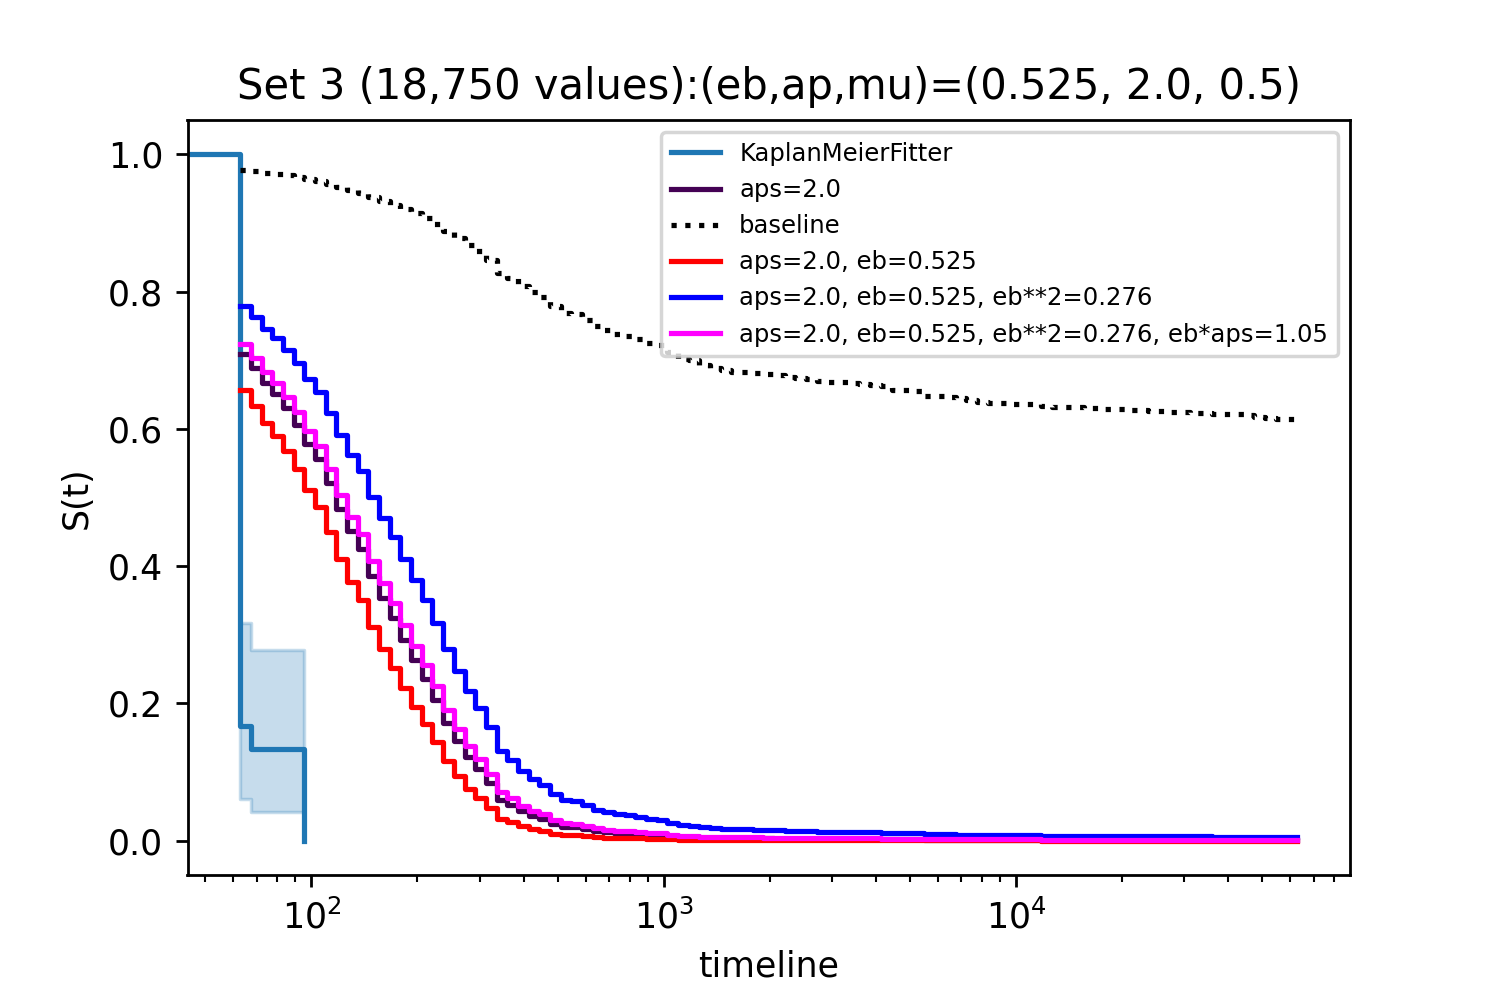 Set 3 (18,750 values):(eb,ap,mu)=(0.525, 2.0, 0.5)
KaplanMeierFitter
aps=2.0
baseline
aps=2.0, eb=0.525
aps=2.0, eb=0.525, eb**2=0.276
aps=2.0, eb=0.525, eb**2=0.276, eb*aps=1.05
S(t)
1.0
0.8
0.6
0.4
0.2
0.0
10² 10³ 10⁴
timeline